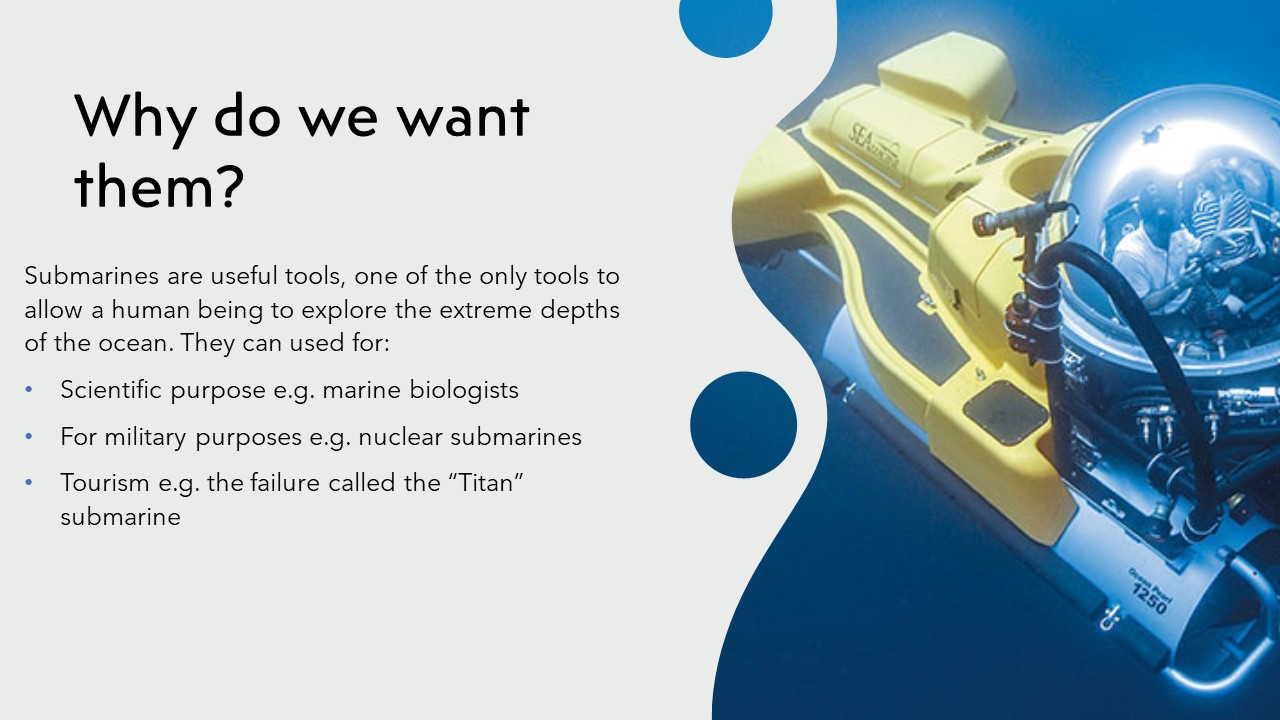 Why do we want
them?
Submarines are useful tools, one of the only tools to
allow a human being to explore the extreme depths
of the ocean. They can used for:
• Scientific purpose e.g. marine biologists
• For military purposes e.g. nuclear submarines
• Tourism e.g. the failure called the “Titan”
submarine
SEA
Ocean Pearl
1250